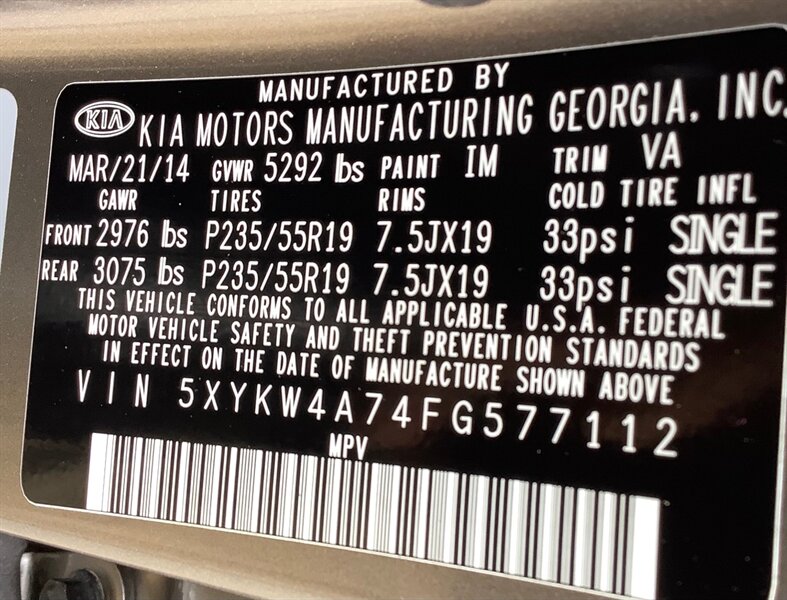 MANUFACTURED BY
KIA KIA MOTORS MANUFACTURING GEORGIA, INC.
MAR/21/14 GVWR 5292 lbs PAINT IM TRIM VA
GAWR TIRES RIMS COLD TIRE INFL
FRONT 2976 lbs P235/55R19 7.5JX19 33psi SINGLE
REAR 3075 lbs P235/55R19 7.5JX19 33psi SINGLE
THIS VEHICLE CONFORMS TO ALL APPLICABLE U.S.A. FEDERAL
MOTOR VEHICLE SAFETY AND THEFT PREVENTION STANDARDS
IN EFFECT ON THE DATE OF MANUFACTURE SHOWN ABOVE
VIN 5XYKW4A74FG577112
MPV